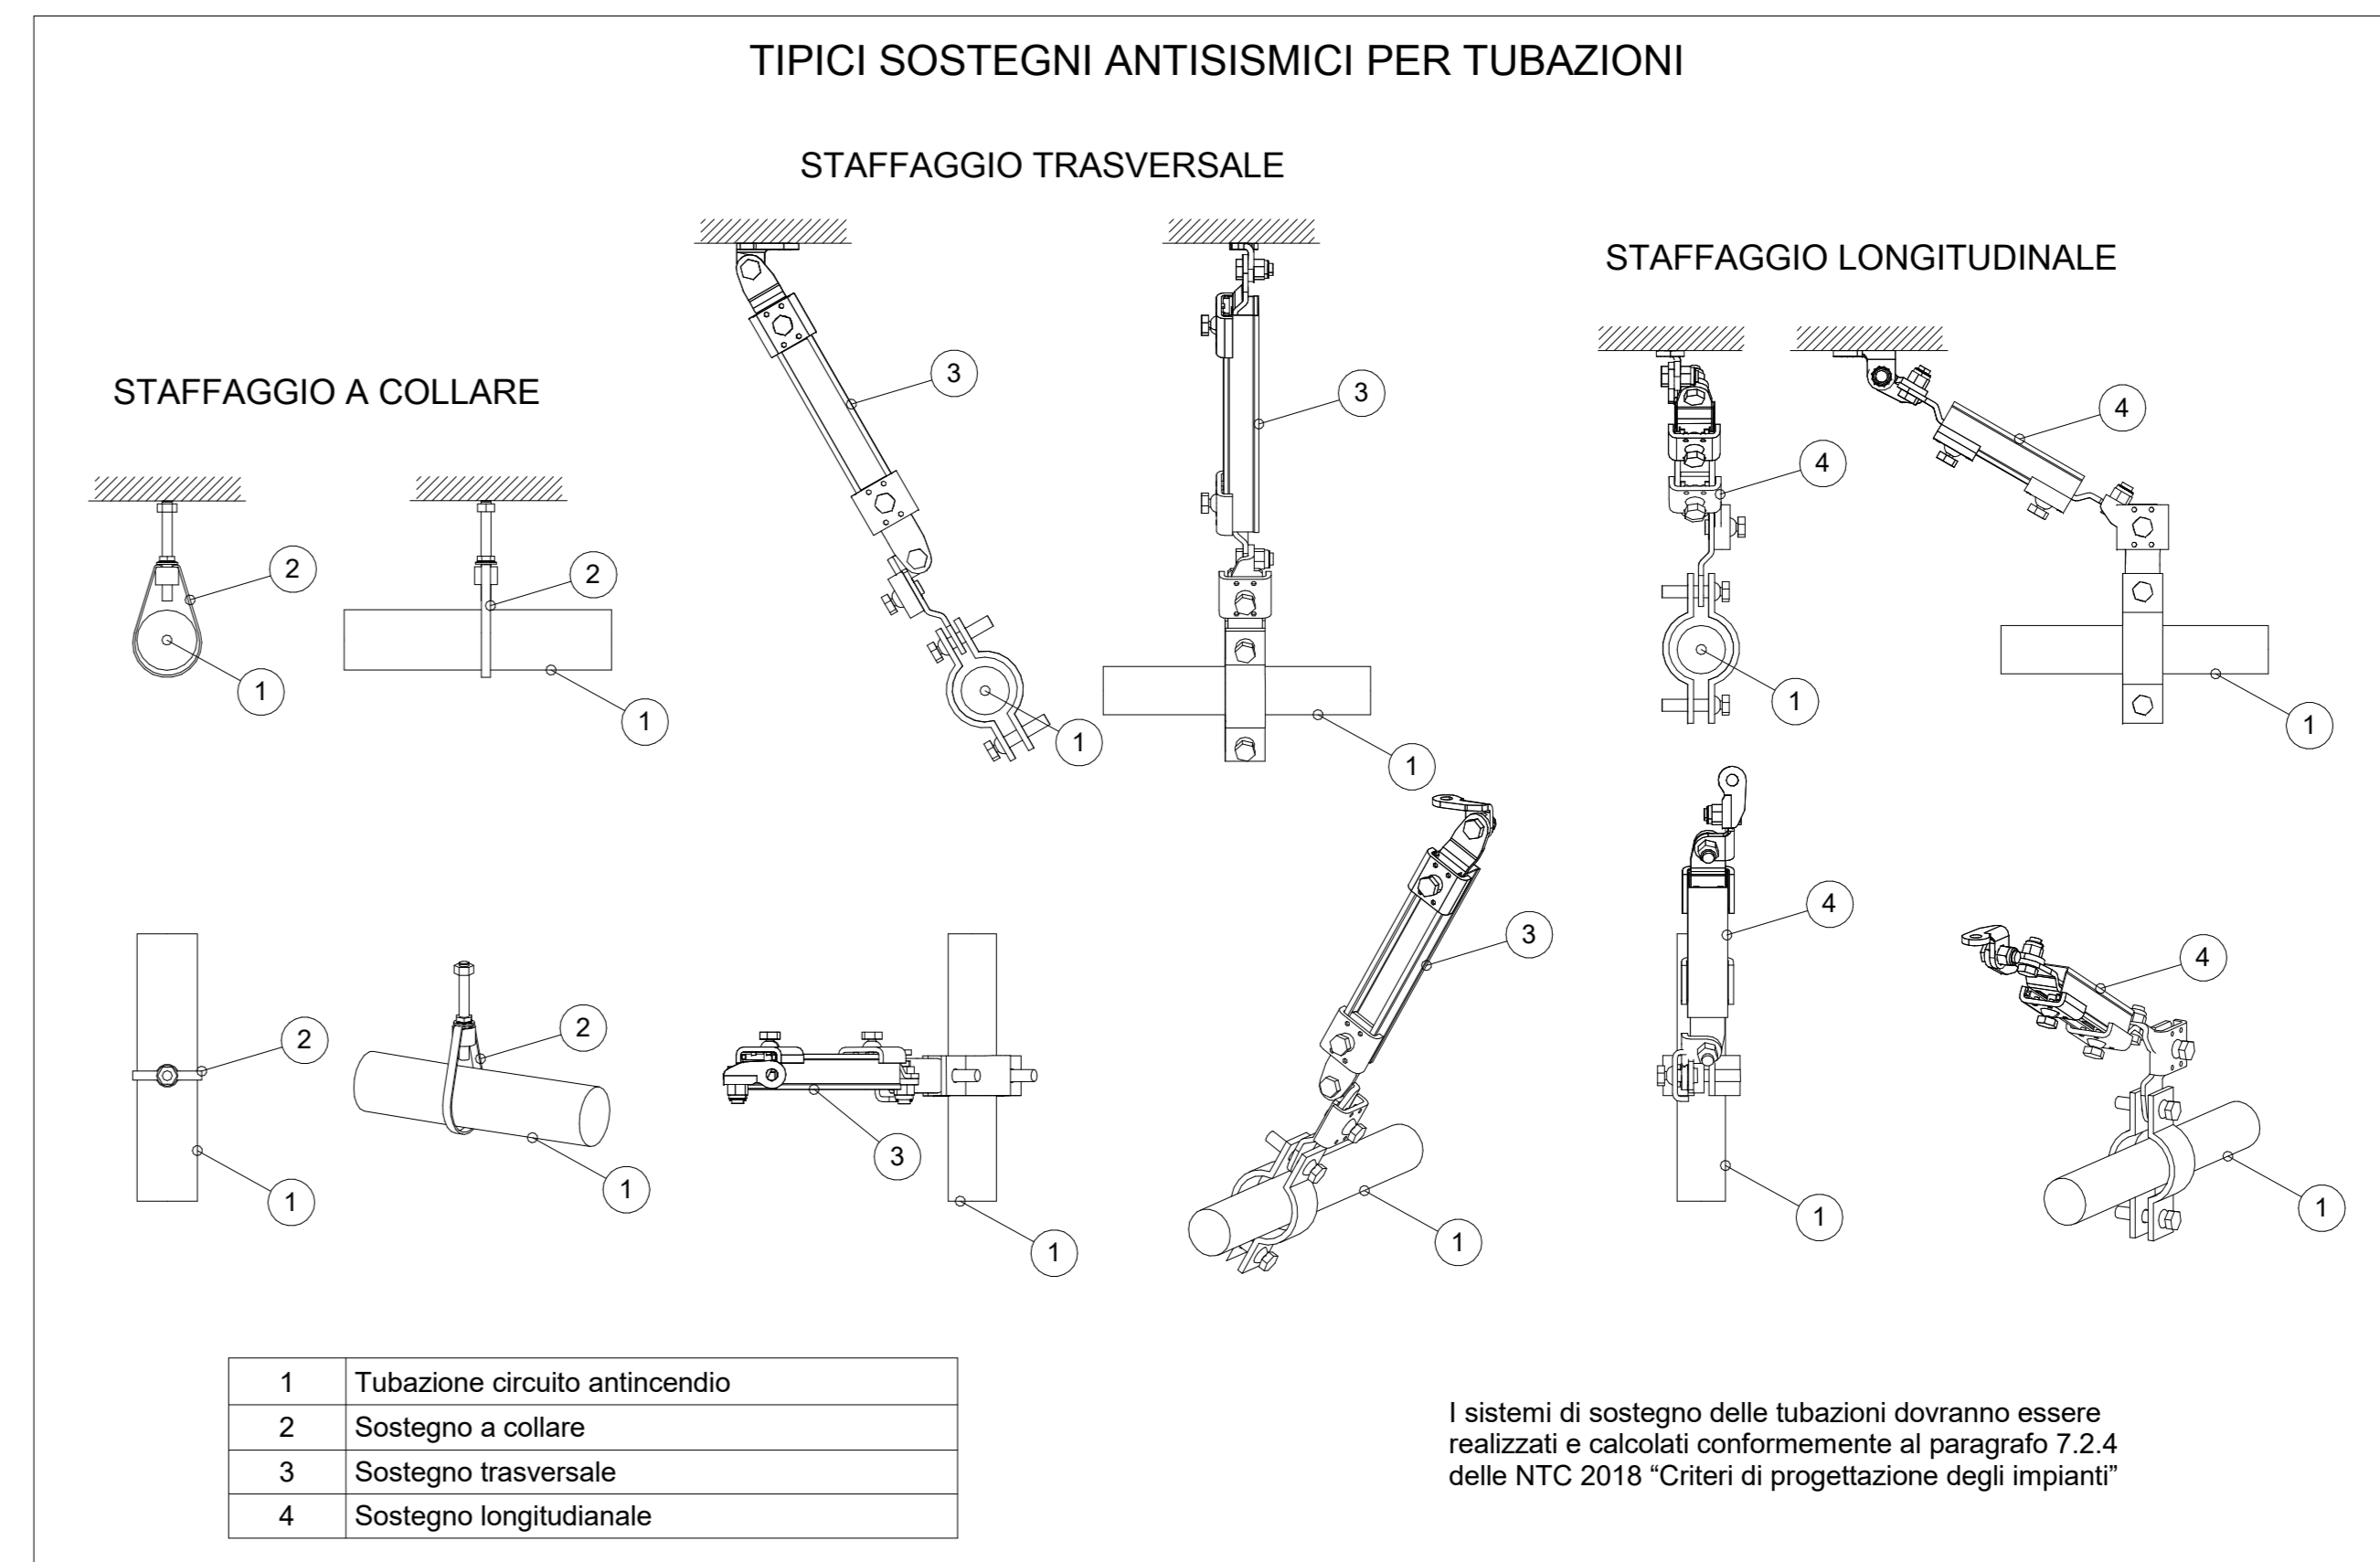 TIPICI SOSTEGNI ANTISISMICI PER TUBAZIONI
STAFFAGGIO TRASVERSALE
STAFFAGGIO LONGITUDINALE
STAFFAGGIO A COLLARE
3
3
4
4
2
2
1
1
1
1
1
1
3
4
4
2
2
3
1
1
1
1
1
1
1 Tubazione circuito antincendio
2 Sostegno a collare
3 Sostegno trasversale
4 Sostegno longitudianale
I sistemi di sostegno delle tubazioni dovranno essere
realizzati e calcolati conformemente al paragrafo 7.2.4
delle NTC 2018 “Criteri di progettazione degli impianti”